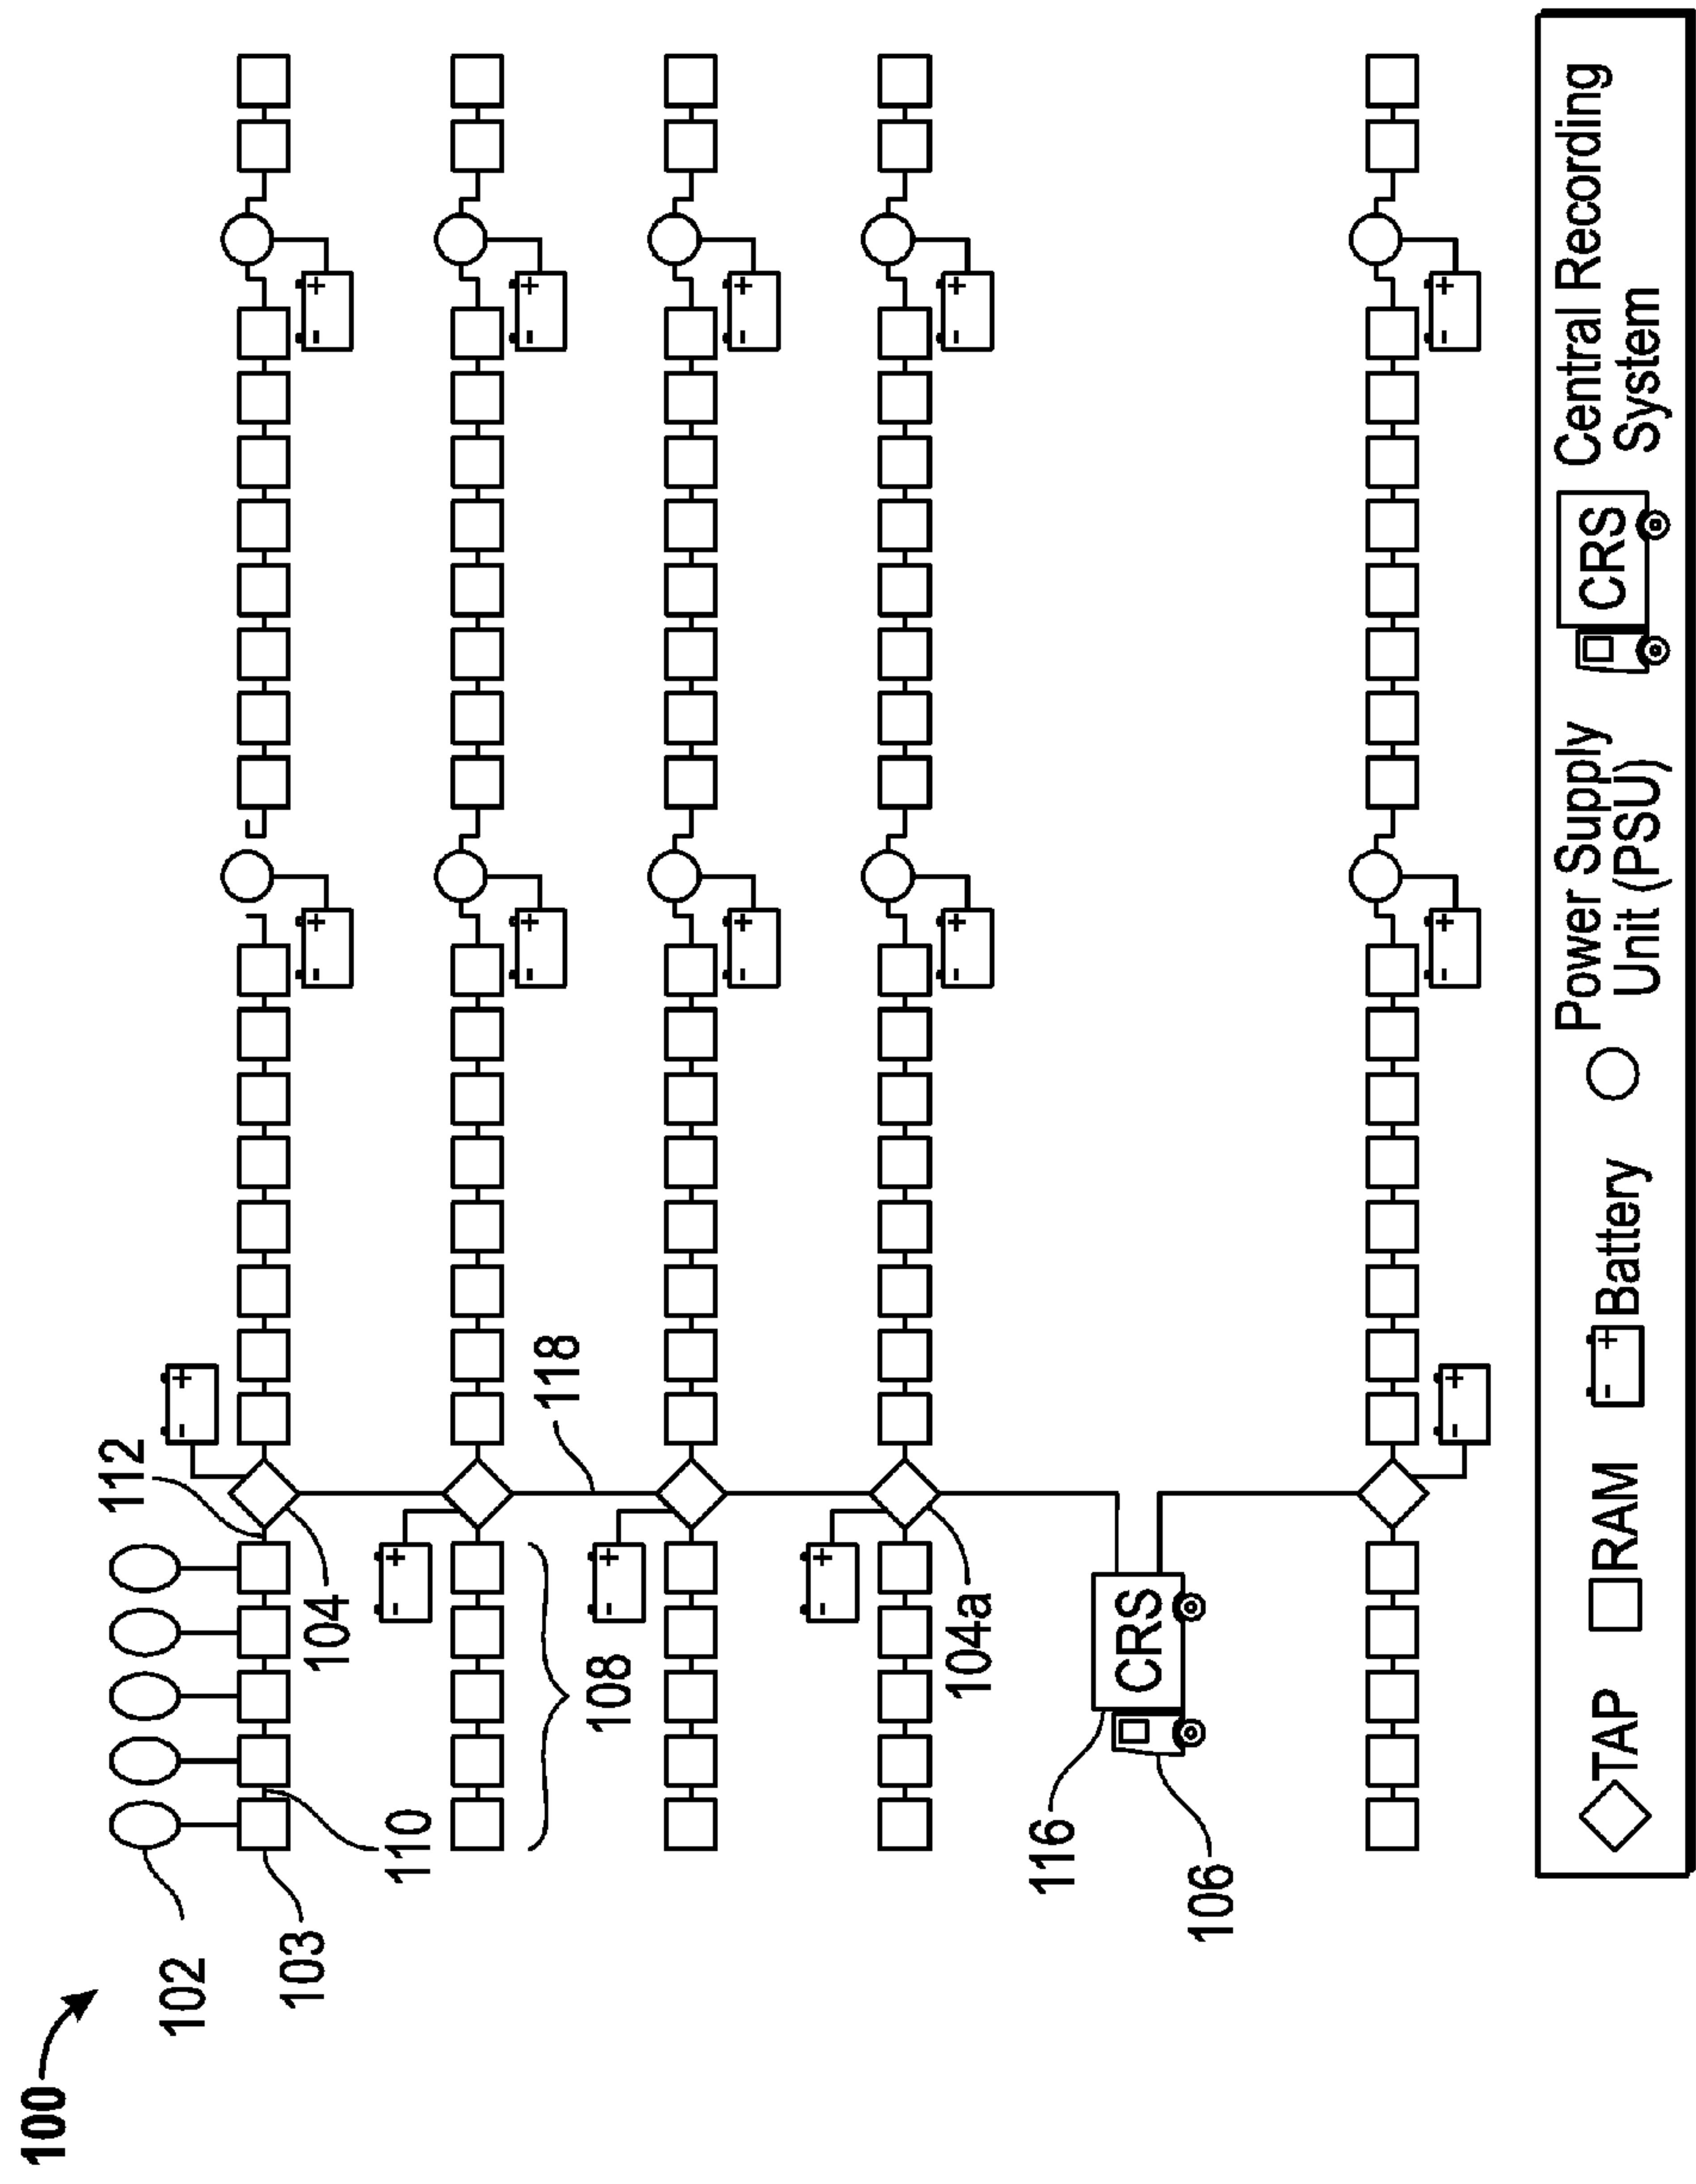 100
102
103
110
112
104
108
118
104a
116
106
CRS
TAP
RAM
Battery
Power Supply
Unit (PSU)
CRS
Central Recording
System